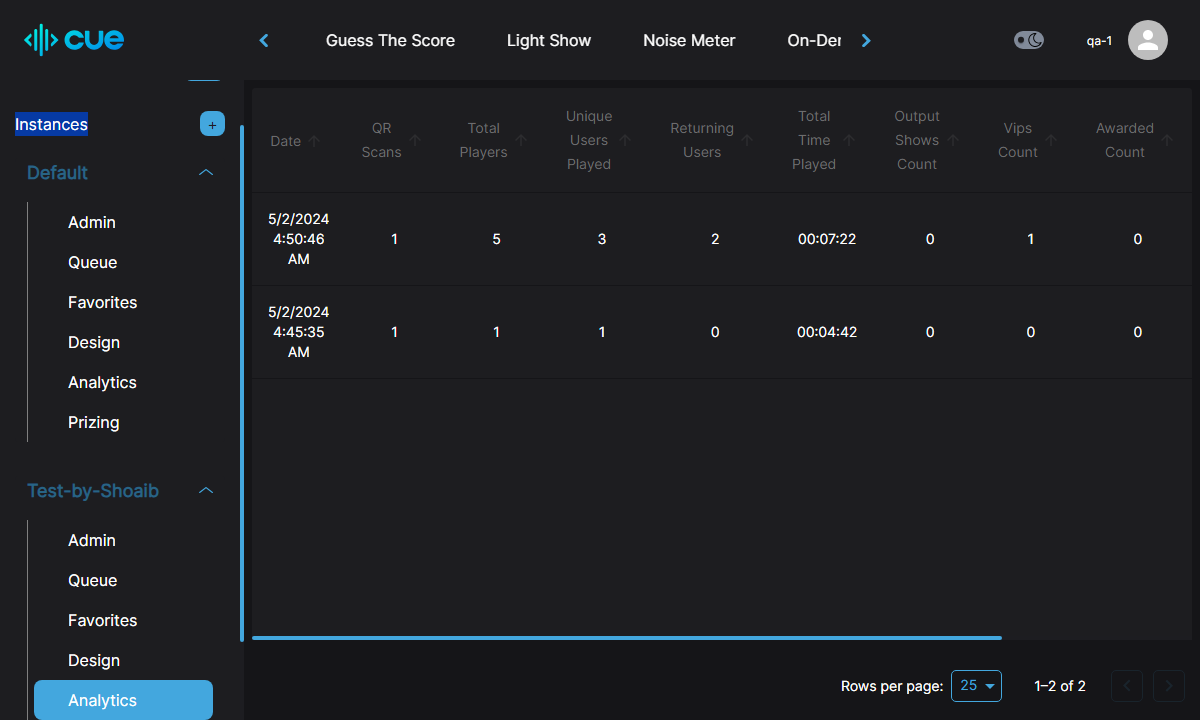 cue
Guess The Score
Light Show
Noise Meter
On-Der
qa-1
Instances
+
Default
Admin
Queue
Favorites
Design
Analytics
Prizing
Test-by-Shoaib
Admin
Queue
Favorites
Design
Analytics
Date
QR
Scans
Total
Players
Unique
Users
Played
Returning
Users
Total
Time
Played
Output
Shows
Count
Vips
Count
Awarded
Count
5/2/2024
4:50:46
AM
1
5
3
2
00:07:22
0
1
0
5/2/2024
4:45:35
AM
1
1
1
0
00:04:42
0
0
0
Rows per page:
25
1–2 of 2